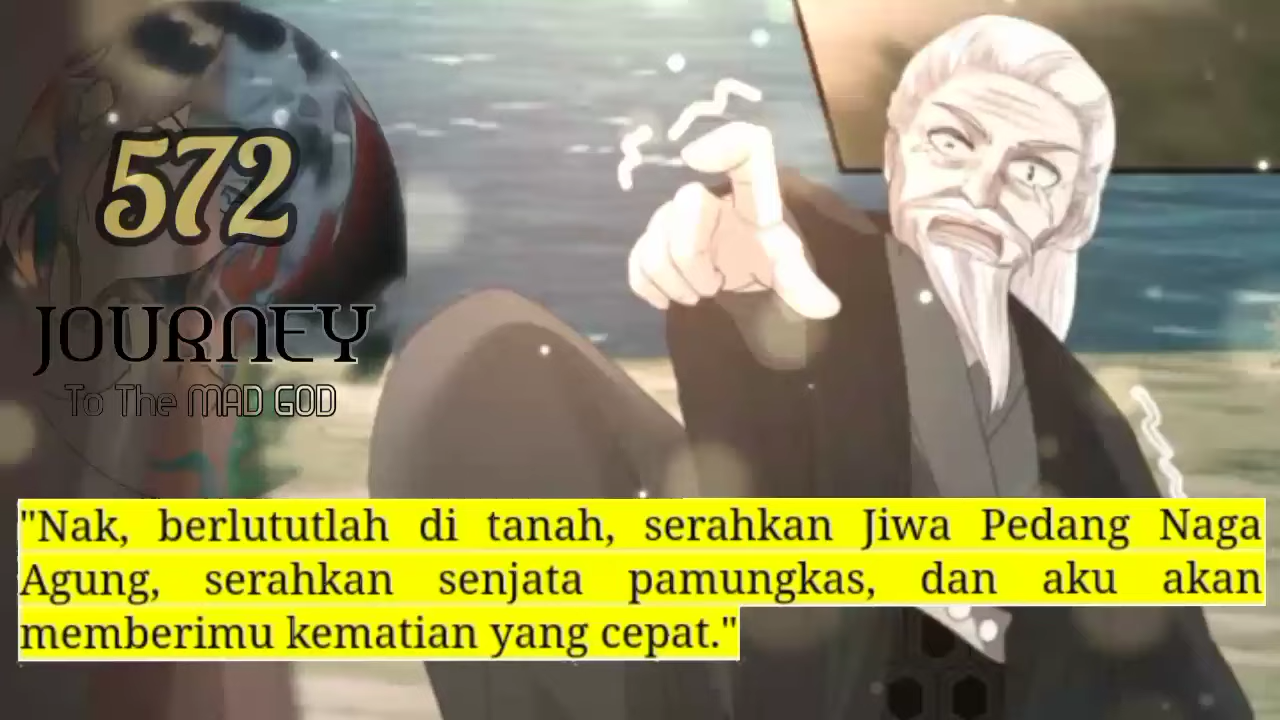 572
JOURNEY
To The MAD GOD
"Nak, berlututlah di tanah, serahkan Jiwa Pedang Naga
Agung, serahkan senjata pamungkas, dan aku akan
memberimu kematian yang cepat."